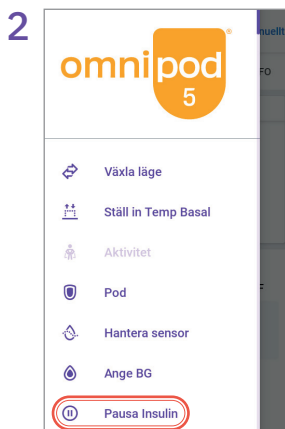 2
omnipod
5
Växla läge
Ställ in Temp Basal
Aktivitet
Pod
Hantera sensor
Ange BG
Pausa Insulin